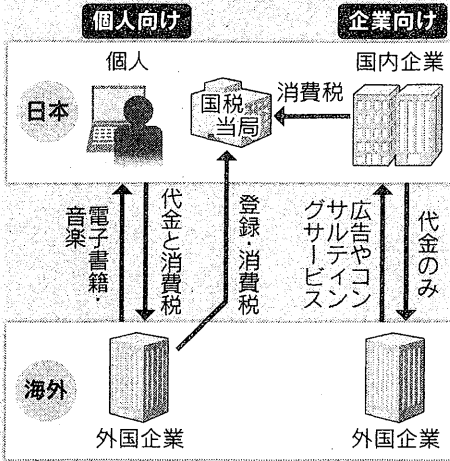 個人向け
企業向け
個人
国内企業
日本
国税
当局
消費税
電子書籍・
音楽
代金と消費税
登録・消費税
広告やコン
サルティン
グサービス
代金のみ
海外
外国企業
外国企業